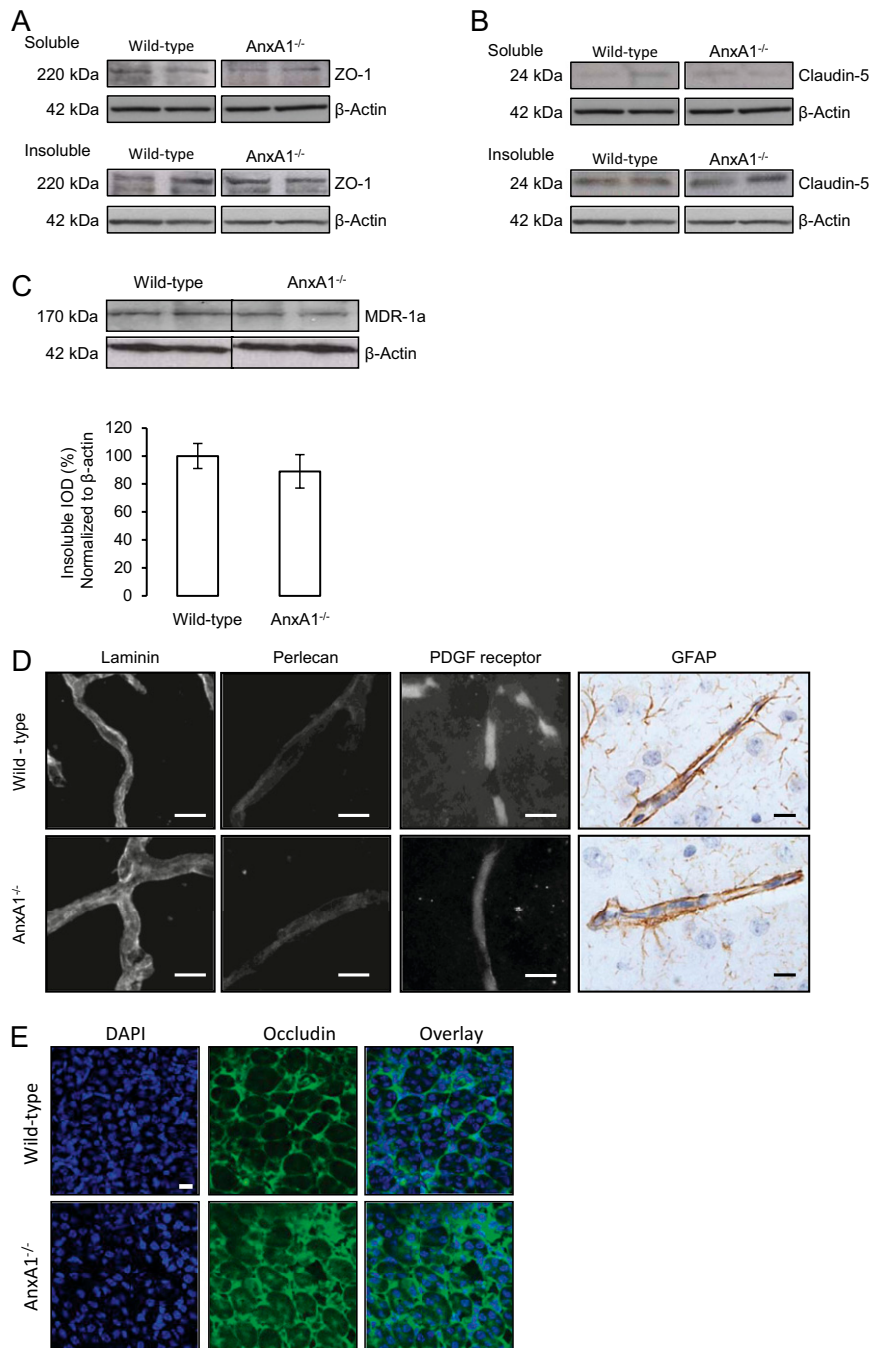 A
Soluble Wild-type AnxA1-/-
220 kDa ZO-1
42 kDa β-Actin
Insoluble Wild-type AnxA1-/-
220 kDa ZO-1
42 kDa β-Actin
B
Soluble Wild-type AnxA1-/-
24 kDa Claudin-5
42 kDa β-Actin
Insoluble Wild-type AnxA1-/-
24 kDa Claudin-5
42 kDa β-Actin
C
Wild-type AnxA1-/-
170 kDa MDR-1a
42 kDa β-Actin
Insoluble IOD (%)
Normalized to β-actin
120
100
80
60
40
20
0
Wild-type AnxA1-/-
D
Laminin Perlecan PDGF receptor GFAP
Wild - type
AnxA1-/-
E
DAPI Occludin Overlay
Wild-type
AnxA1-/-